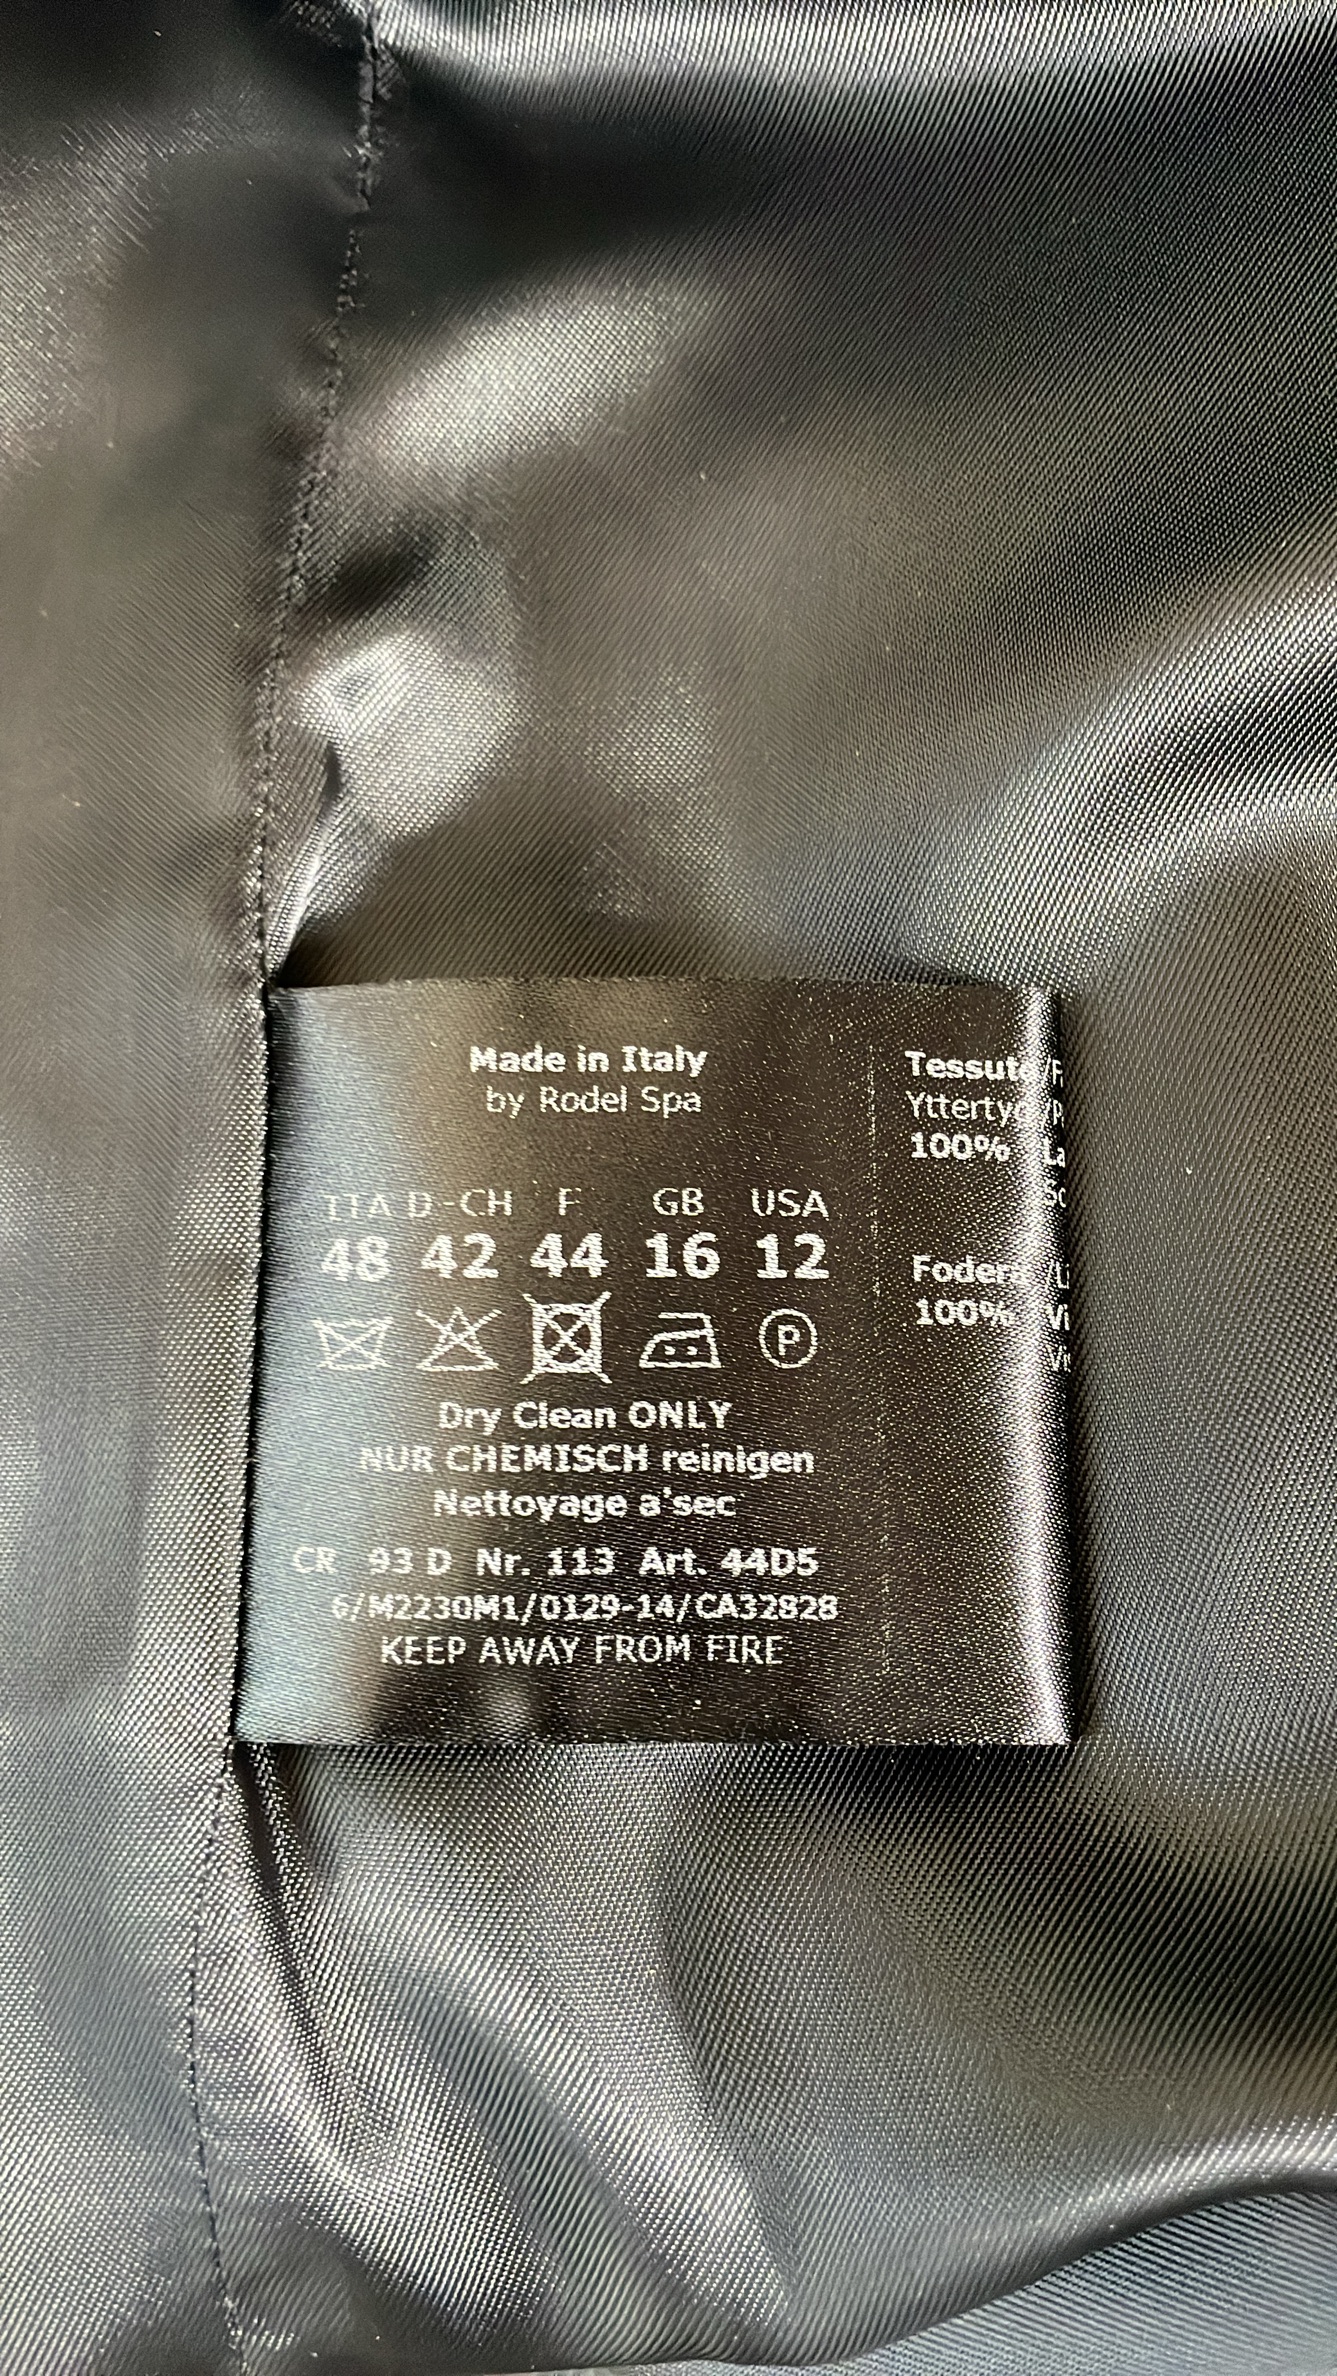 Made in Italy
by Rodel Spa
ITA D-CH F GB USA
48 42 44 16 12
P
Dry Clean ONLY
NUR CHEMISCH reinigen
Nettoyage a'sec
CR 93 D Nr. 113 Art. 44D5
6/M2230M1/0129-14/CA32828
KEEP AWAY FROM FIRE
100%
100%